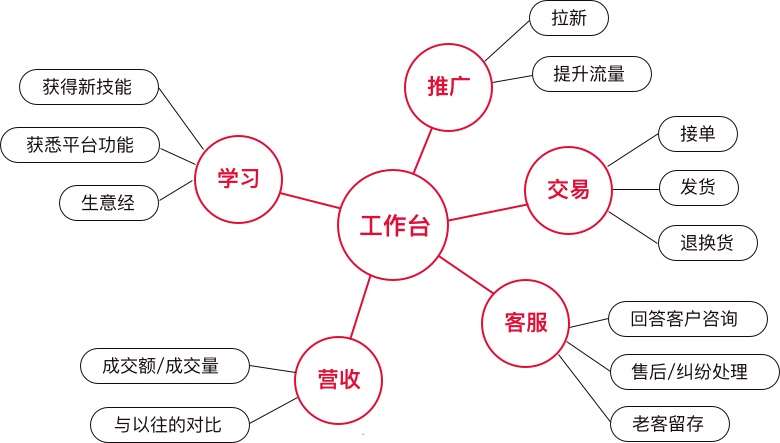 拉新
推广
提升流量
获得新技能
获悉平台功能
学习
生意经
接单
交易
发货
退换货
工作台
客服
回答客户咨询
售后/纠纷处理
老客留存
成交额/成交量
营收
与以往的对比